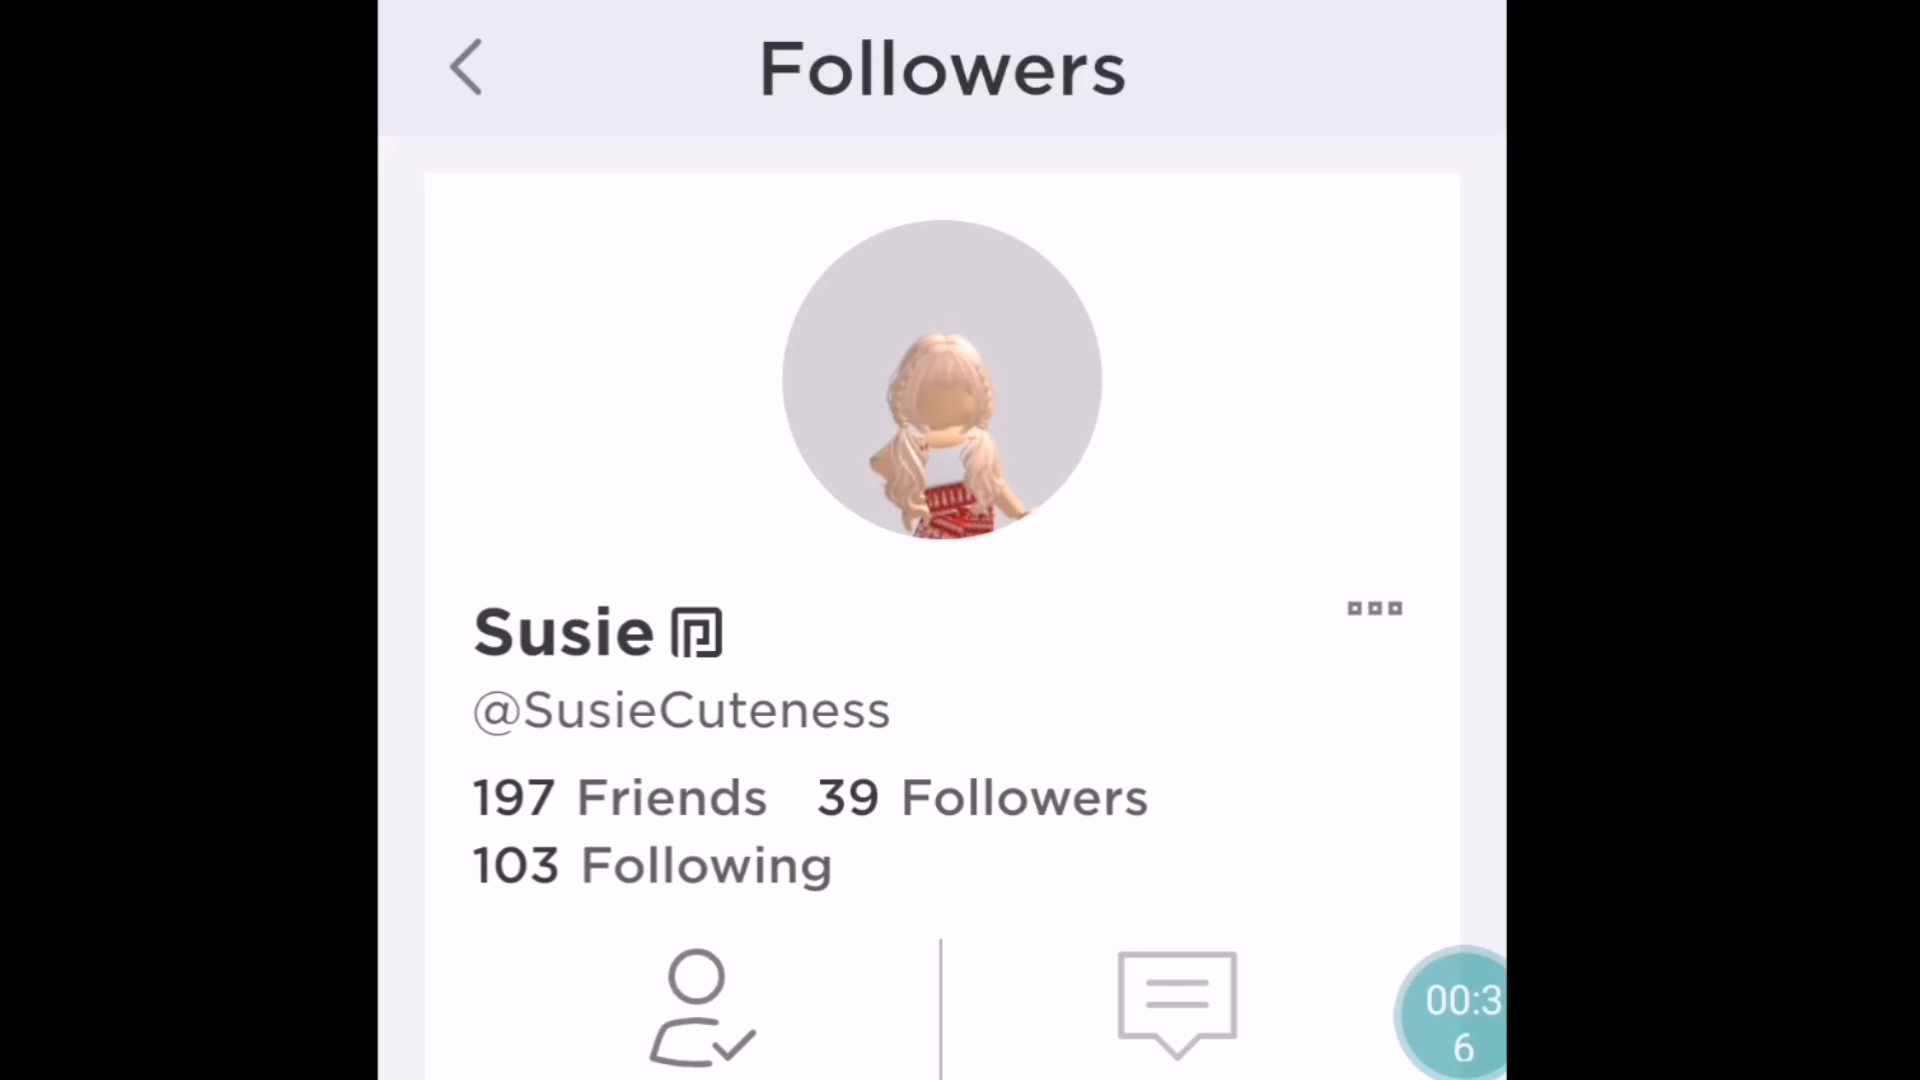 Followers
Susie
@SusieCuteness
197 Friends 39 Followers
103 Following
00:3
6